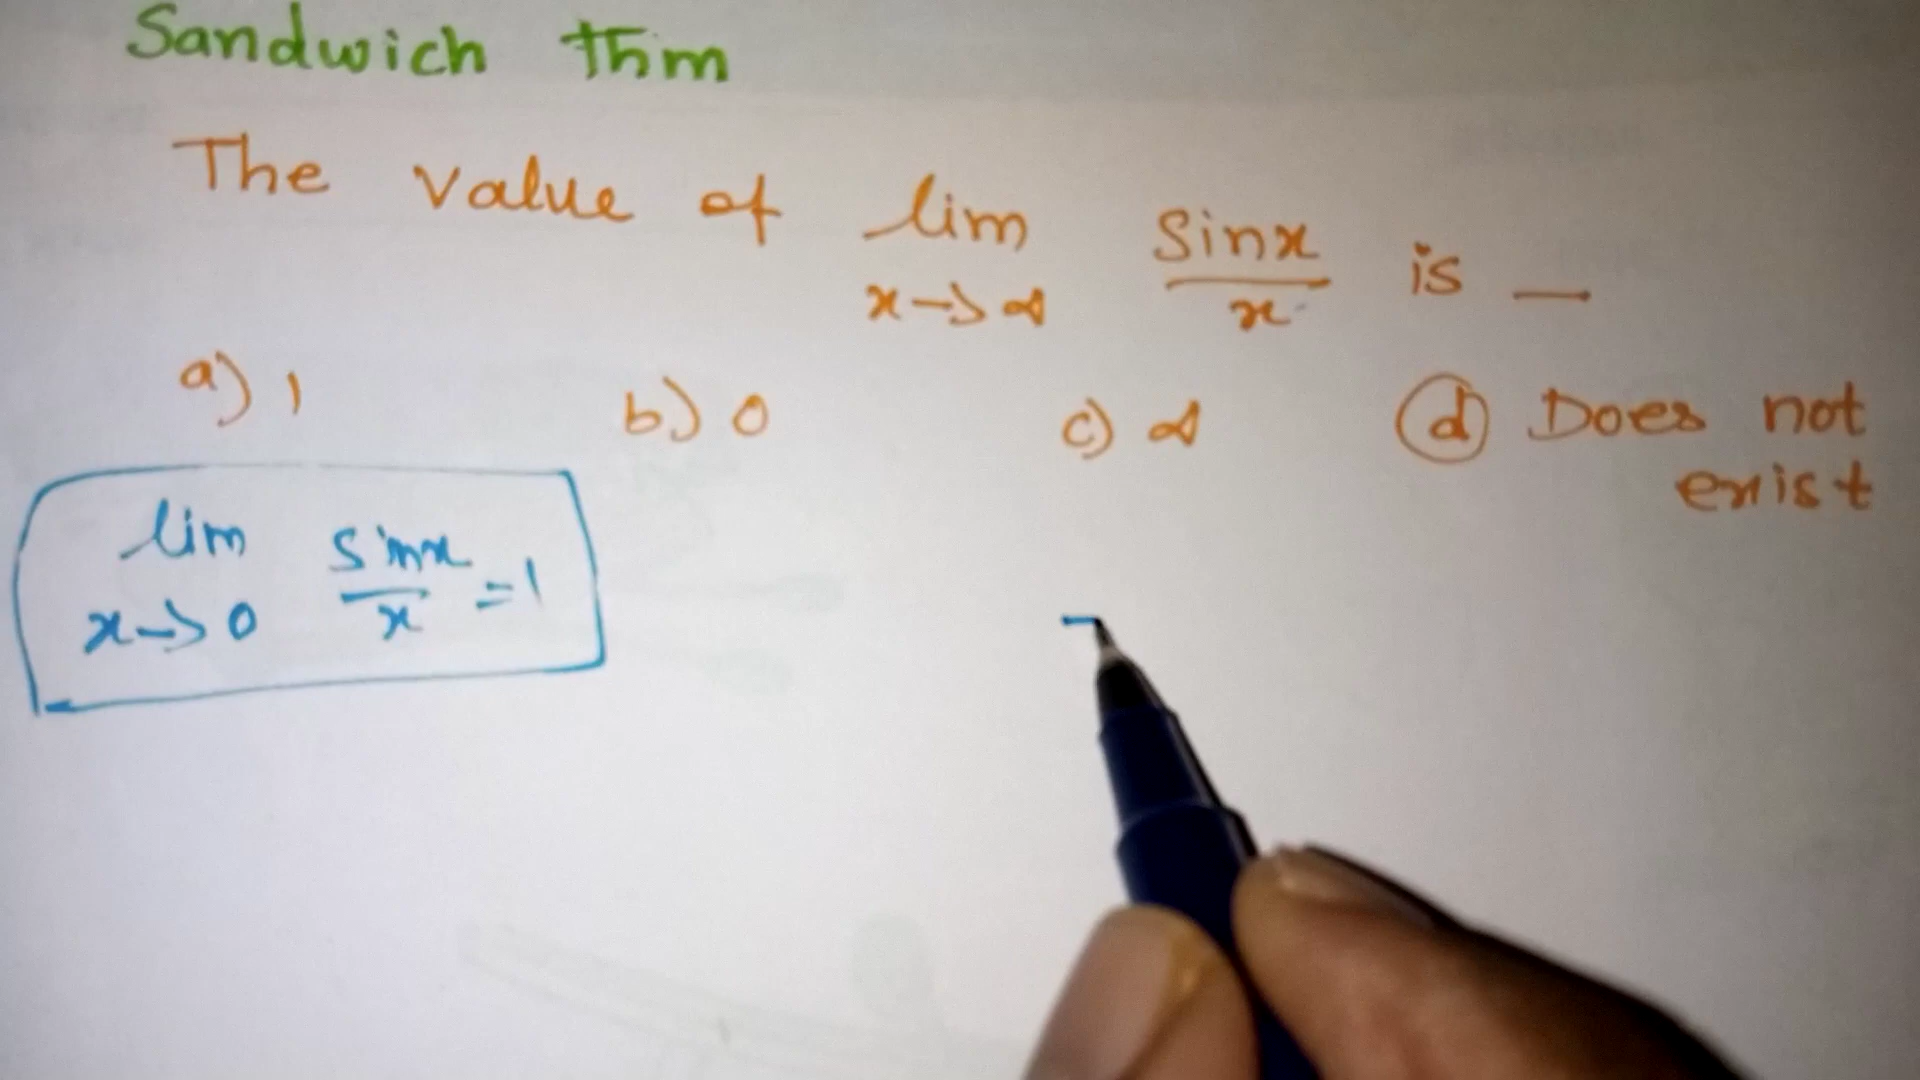 Sandwich thm
The value of lim x→∞ sinx/x is _
a) 1 b) 0 c) ∞ d) Does not exist
lim x→0 sinx/x = 1